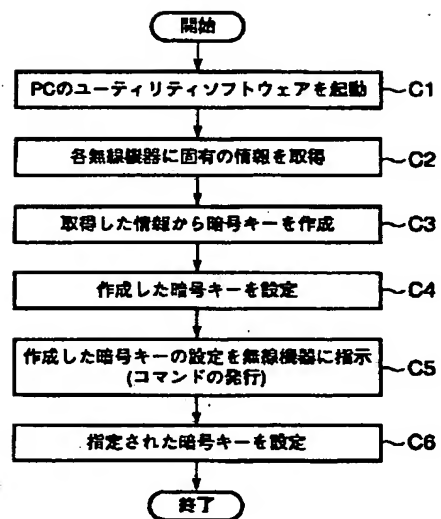 開始
PCのユーティリティソフトウェアを起動
C1
各無線機器に固有の情報を取得
C2
取得した情報から暗号キーを作成
C3
作成した暗号キーを設定
C4
作成した暗号キーの設定を無線機器に指示
(コマンドの発行)
C5
指定された暗号キーを設定
C6
終了